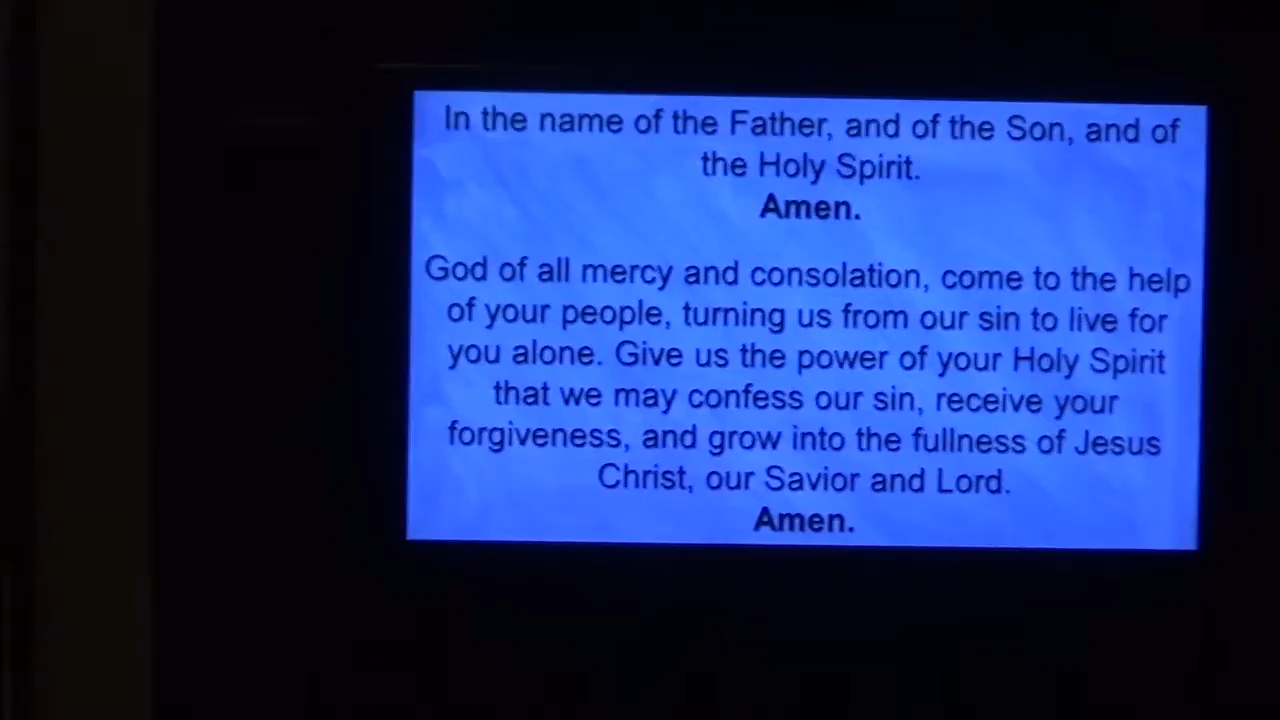 In the name of the Father, and of the Son, and of
the Holy Spirit.
Amen.
God of all mercy and consolation, come to the help
of your people, turning us from our sin to live for
you alone. Give us the power of your Holy Spirit
that we may confess our sin, receive your
forgiveness, and grow into the fullness of Jesus
Christ, our Savior and Lord.
Amen.